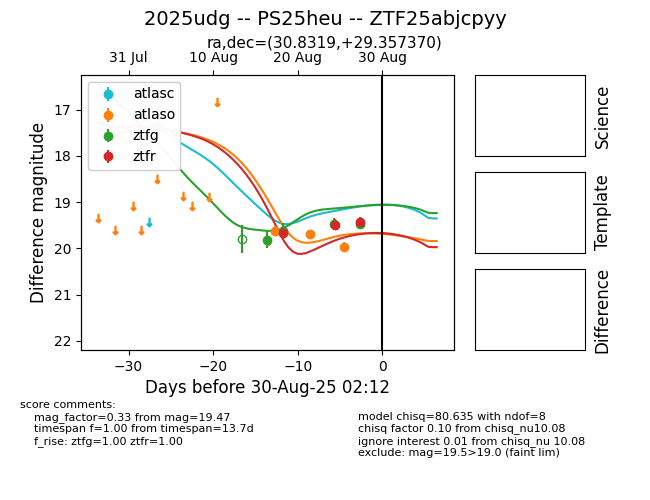 2025udg -- PS25heu -- ZTF25abjcpyy
ra,dec=(30.8319,+29.357370)
31 Jul 10 Aug 20 Aug 30 Aug
atlasc
atlaso
ztfg
ztfr
17
18
19
20
21
22
Difference magnitude
−30 −20 −10 0
Days before 30-Aug-25 02:12
Science
Template
Difference
score comments:
mag_factor=0.33 from mag=19.47
timespan f=1.00 from timespan=13.7d
f_rise: ztfg=1.00 ztfr=1.00
model chisq=80.635 with ndof=8
chisq factor 0.10 from chisq_nu10.08
ignore interest 0.01 from chisq_nu 10.08
exclude: mag=19.5>19.0 (faint lim)